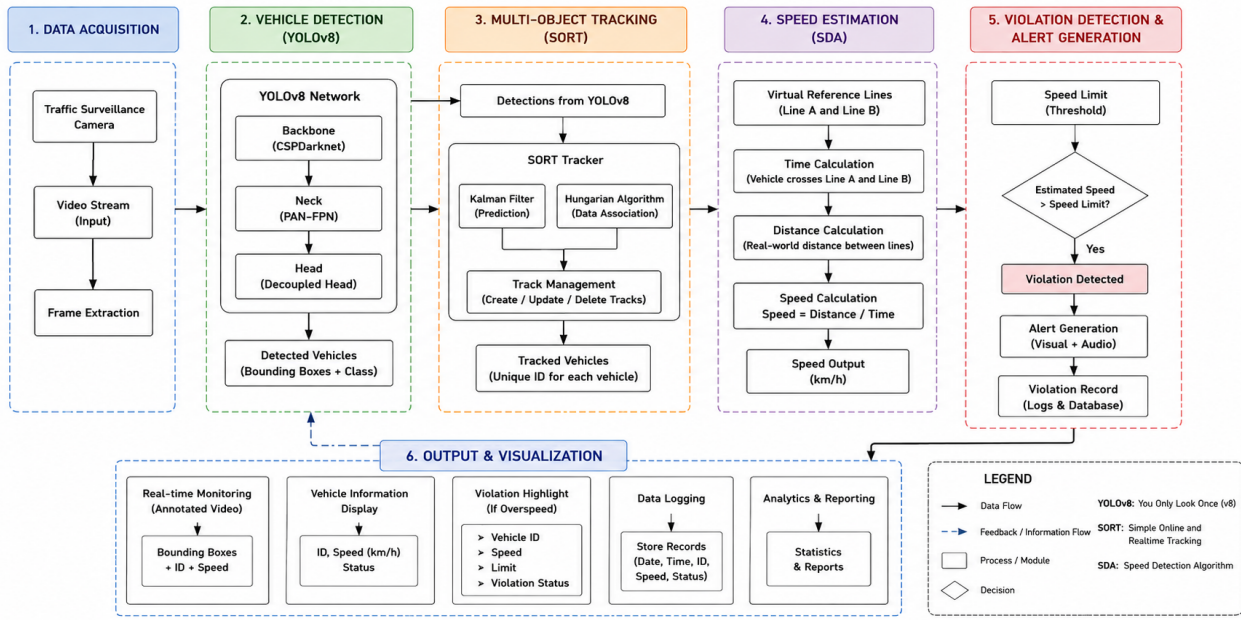 1. DATA ACQUISITION
Traffic Surveillance
Camera
Video Stream
(Input)
Frame Extraction
2. VEHICLE DETECTION
(YOLOv8)
YOLOv8 Network
Backbone
(CSPDarknet)
Neck
(PAN-FPN)
Head
(Decoupled Head)
Detected Vehicles
(Bounding Boxes + Class)
3. MULTI-OBJECT TRACKING
(SORT)
Detections from YOLOv8
SORT Tracker
Kalman Filter
(Prediction)
Hungarian Algorithm
(Data Association)
Track Management
(Create / Update / Delete Tracks)
Tracked Vehicles
(Unique ID for each vehicle)
4. SPEED ESTIMATION
(SDA)
Virtual Reference Lines
(Line A and Line B)
Time Calculation
(Vehicle crosses Line A and Line B)
Distance Calculation
(Real-world distance between lines)
Speed Calculation
Speed = Distance / Time
Speed Output
(km/h)
5. VIOLATION DETECTION &
ALERT GENERATION
Speed Limit
(Threshold)
Estimated Speed
> Speed Limit?
Yes
Violation Detected
Alert Generation
(Visual + Audio)
Violation Record
(Logs & Database)
6. OUTPUT & VISUALIZATION
Real-time Monitoring
(Annotated Video)
Bounding Boxes
+ ID + Speed
Vehicle Information
Display
ID, Speed (km/h)
Status
Violation Highlight
(If Overspeed)
➤ Vehicle ID
➤ Speed
➤ Limit
➤ Violation Status
Data Logging
Store Records
(Date, Time, ID,
Speed, Status)
Analytics & Reporting
Statistics
& Reports
LEGEND
Data Flow
Feedback / Information Flow
Process / Module
Decision
YOLOv8: You Only Look Once (v8)
SORT: Simple Online and
Realtime Tracking
SDA: Speed Detection Algorithm